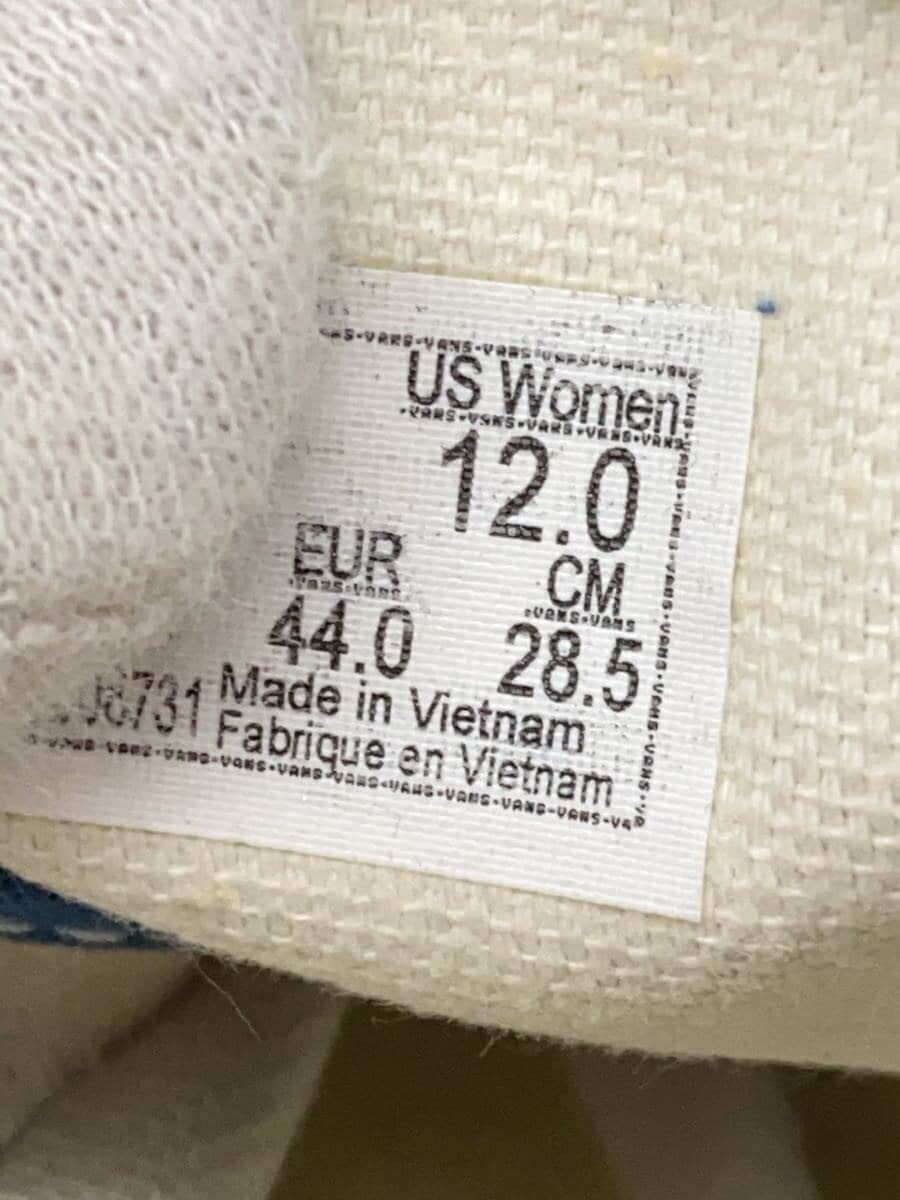 US Women
12.0
EUR
CM
44.0
28.5
Made in Vietnam
Fabrique en Vietnam